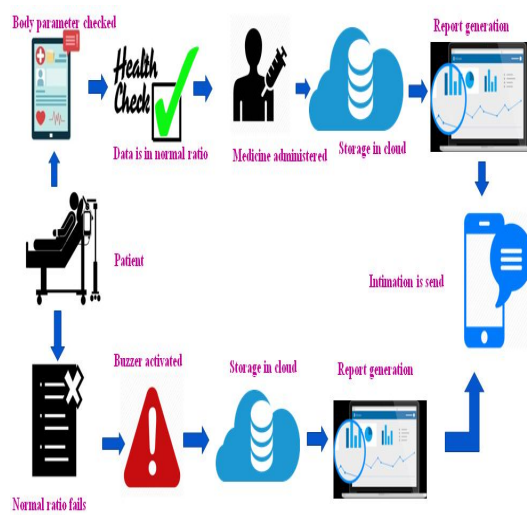 Body parameter checked
Report generation
Health
Check
Data is in normal ratio
Medicine administered
Storage in cloud
Patient
Intimation is send
Buzzer activated
Storage in cloud
Report generation
Normal ratio fails